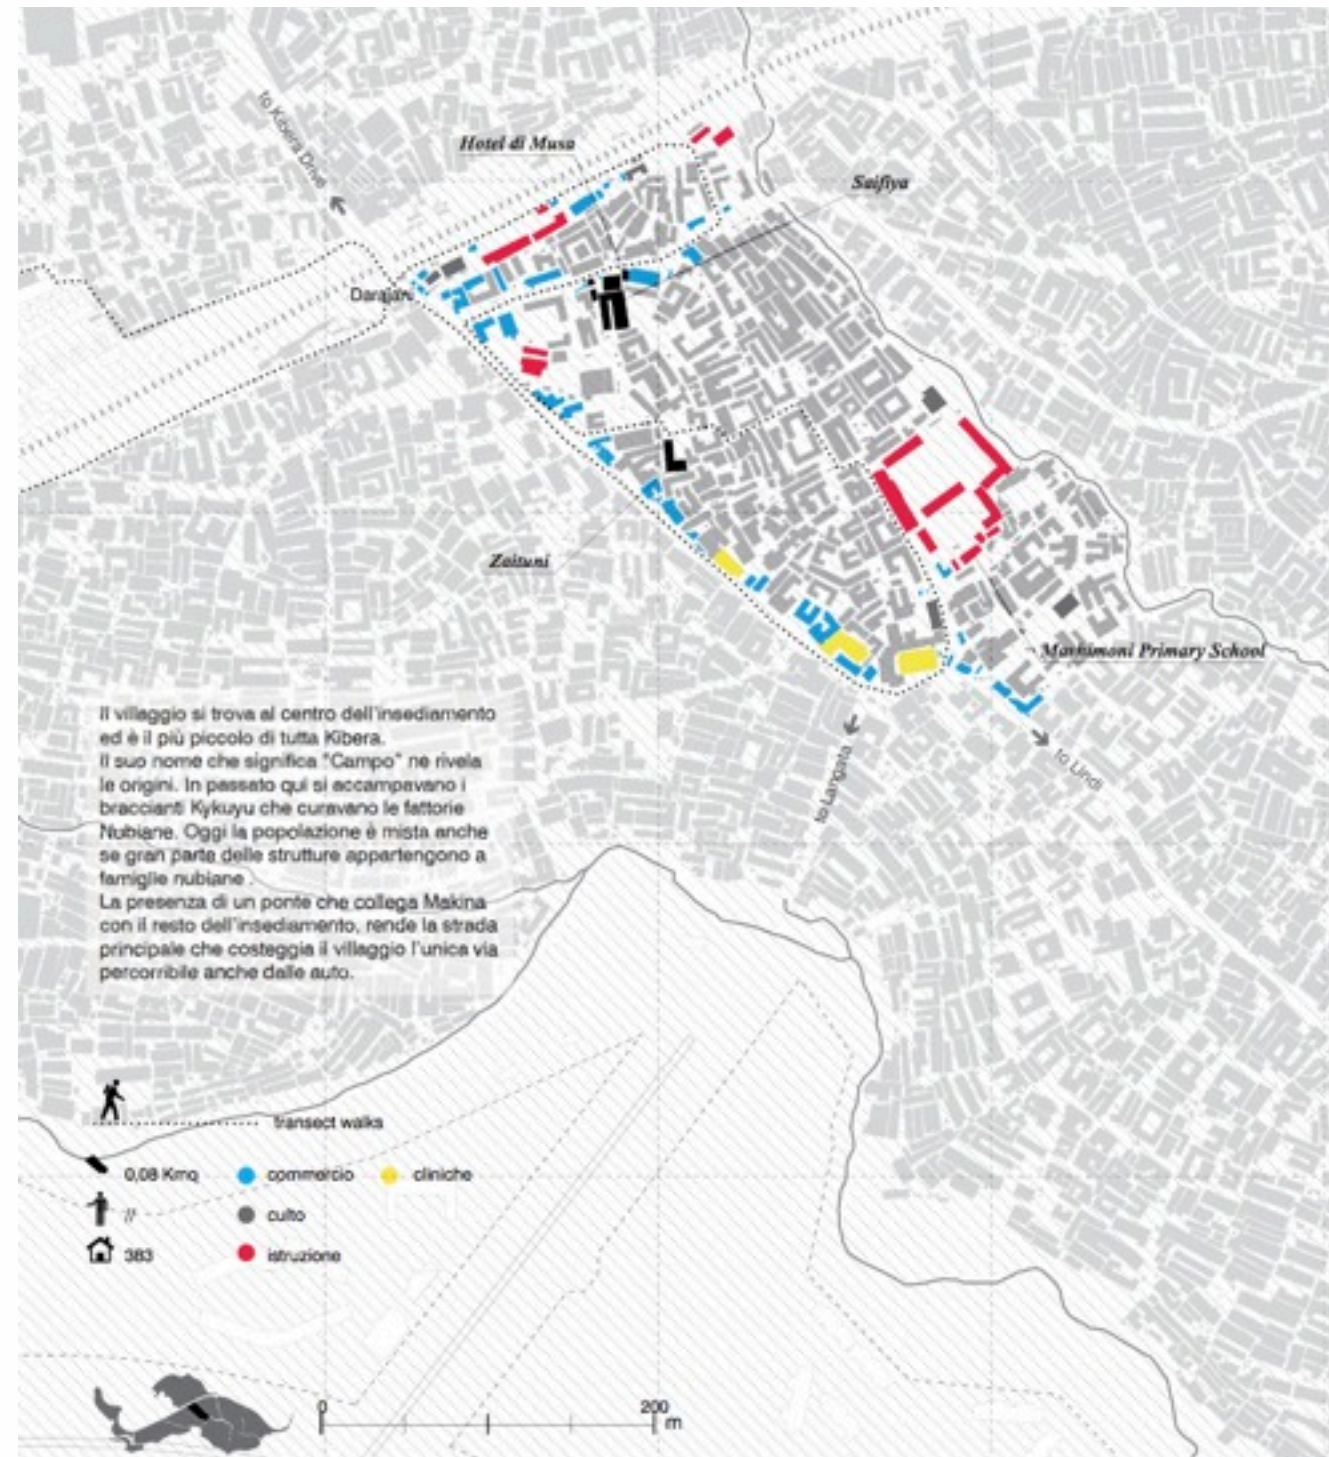 to Kibera Drive
Hotel di Musa
Saifiya
Darajani
Zaituni
Mashimoni Primary School
to Langata
to Lindi
Il villaggio si trova al centro dell'insediamento
ed è il più piccolo di tutta Kibera.
Il suo nome che significa "Campo" ne rivela
le origini. In passato qui si accampavano i
braccianti Kykuyu che curavano le fattorie
Nubiane. Oggi la popolazione è mista anche
se gran parte delle strutture appartengono a
famiglie nubiane .
La presenza di un ponte che collega Makina
con il resto dell'insediamento, rende la strada
principale che costeggia il villaggio l'unica via
percorribile anche dalle auto.
transect walks
0,08 Kmq
commercio
cliniche
//
culto
383
istruzione
0
200
m